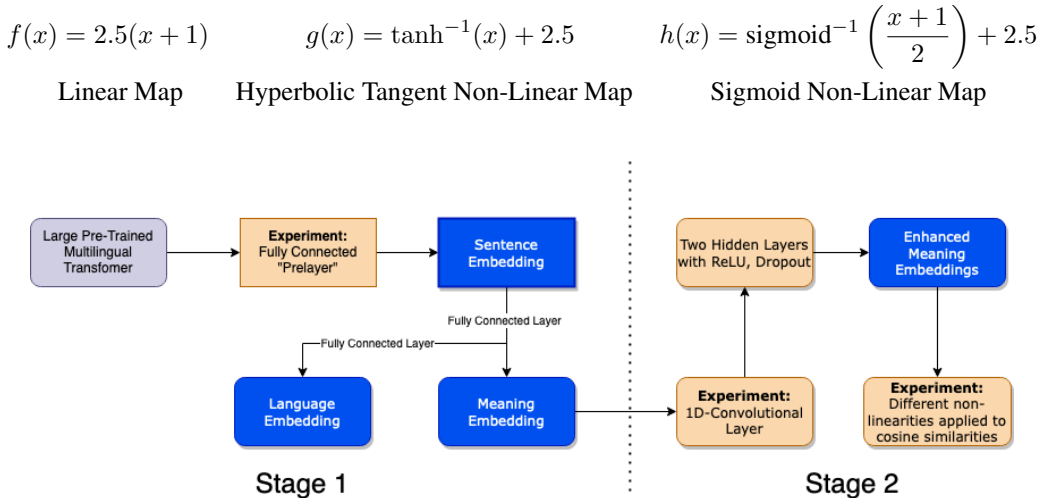 f(x) = 2.5(x + 1)
g(x) = tanh⁻¹(x) + 2.5
h(x) = sigmoid⁻¹((x + 1)/2) + 2.5
Linear Map
Hyperbolic Tangent Non-Linear Map
Sigmoid Non-Linear Map
Large Pre-Trained
Multilingual
Transfomer
Experiment:
Fully Connected
"Prelayer"
Sentence
Embedding
Fully Connected Layer
Fully Connected Layer
Language
Embedding
Meaning
Embedding
Stage 1
Two Hidden Layers
with ReLU, Dropout
Enhanced
Meaning
Embeddings
Experiment:
1D-Convolutional
Layer
Experiment:
Different non-
linearities applied to
cosine similarities
Stage 2